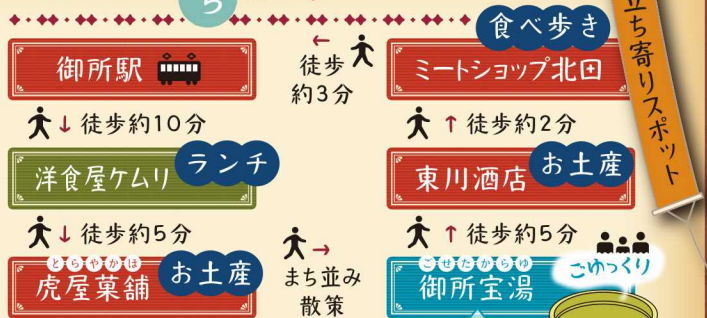 ち
食べ歩き
御所駅
←
徒歩
約3分
ミートショップ北田
↓徒歩約10分
↑徒歩約2分
洋食屋ケムリ
ランチ
東川酒店
お土産
↓徒歩約5分
→
まち並み
散策
↑徒歩約5分
とらやかほ
虎屋菓舗
お土産
ごせたからゆ
御所宝湯
ごゆっくり
立ち寄りスポット